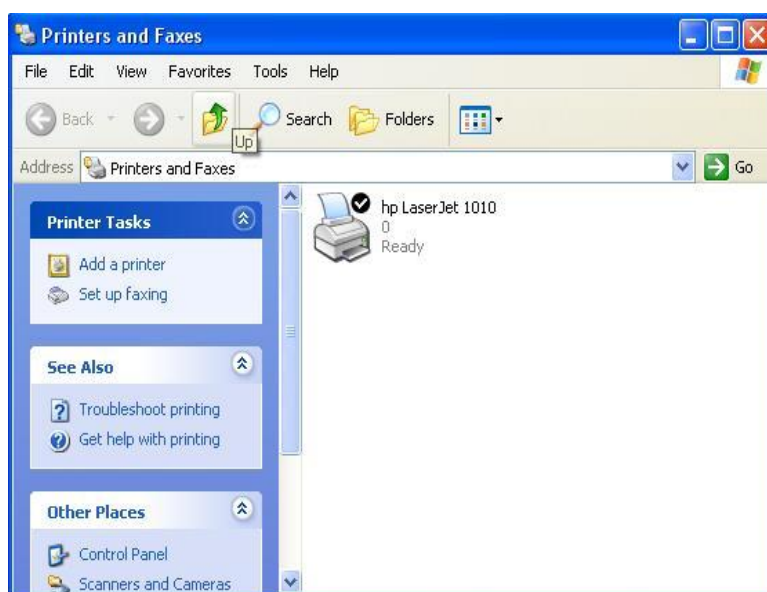 Printers and Faxes
File Edit View Favorites Tools Help
Back Search Folders
Up
Address Printers and Faxes Go
Printer Tasks
Add a printer
Set up faxing
See Also
Troubleshoot printing
Get help with printing
Other Places
Control Panel
Scanners and Cameras
hp LaserJet 1010
0
Ready